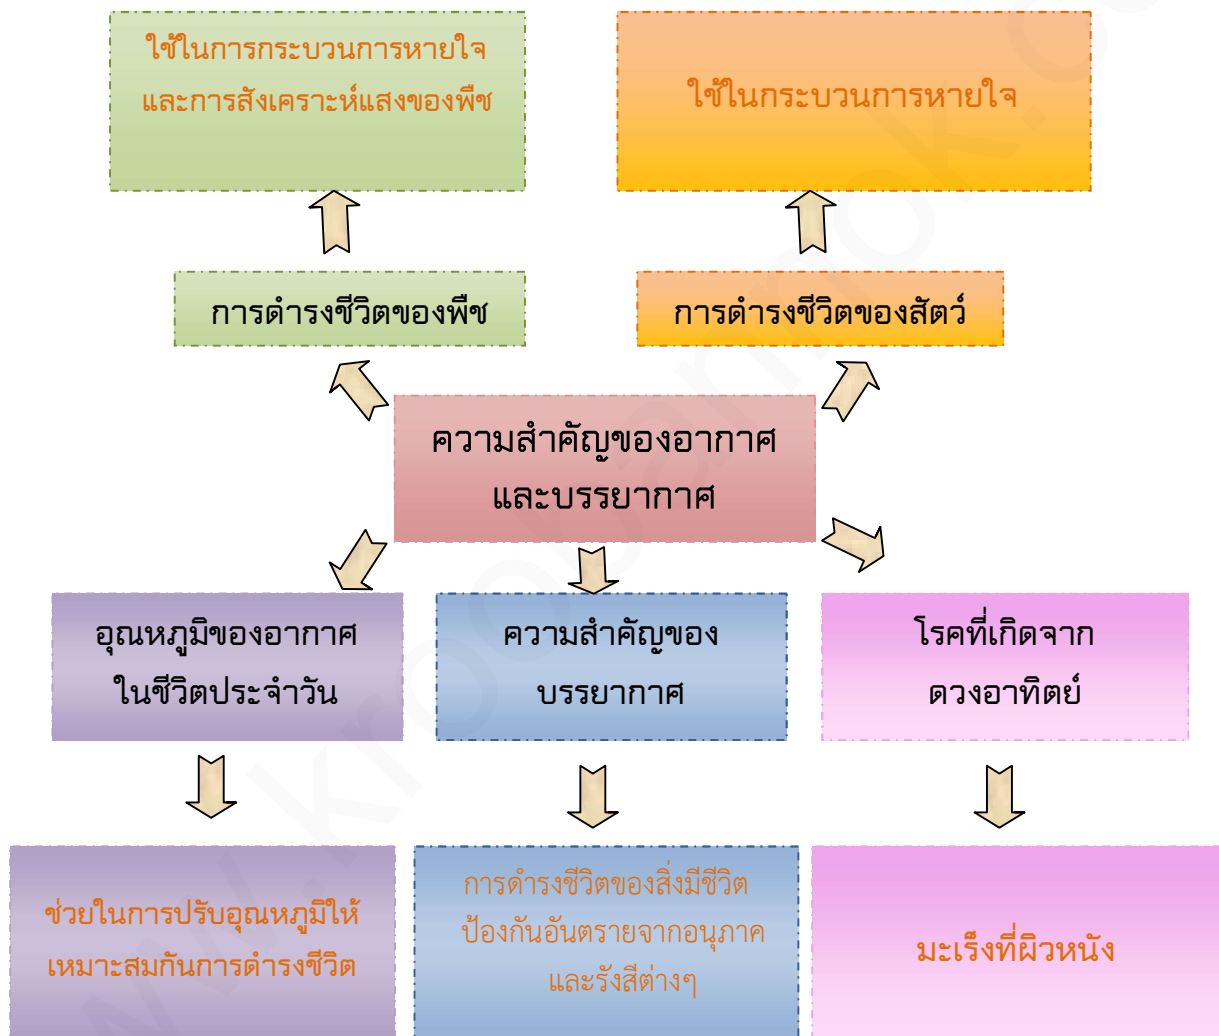 ใช้ในการกระบวนการหายใจ
และการสังเคราะห์แสงของพืช
ใช้ในกระบวนการหายใจ
การดำรงชีวิตของพืช
การดำรงชีวิตของสัตว์
ความสำคัญของอากาศ
และบรรยากาศ
อุณหภูมิของอากาศ
ในชีวิตประจำวัน
ความสำคัญของ
บรรยากาศ
โรคที่เกิดจาก
ดวงอาทิตย์
ช่วยในการปรับอุณหภูมิให้
เหมาะสมกันการดำรงชีวิต
การดำรงชีวิตของสิ่งมีชีวิต
ป้องกันอันตรายจากอนุภาค
และรังสีต่างๆ
มะเร็งที่ผิวหนัง